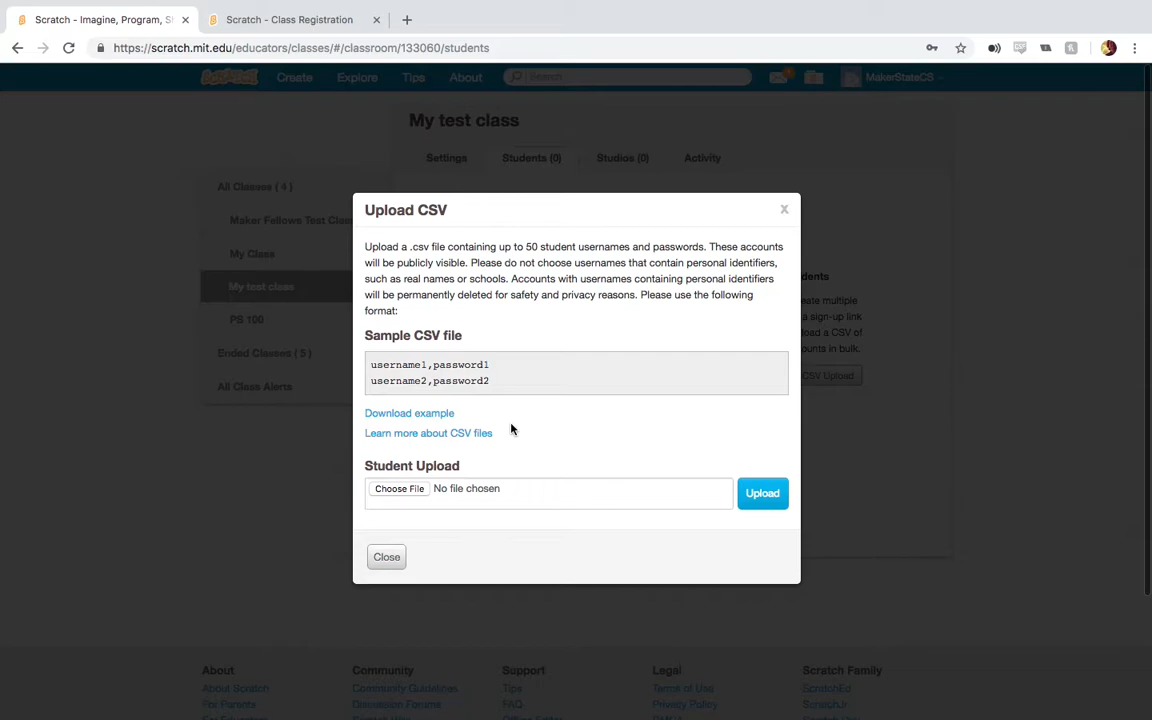 Scratch - Imagine, Program, S
Scratch - Class Registration
https://scratch.mit.edu/educators/classes/#/classroom/133060/students
SCRATCH
Create
Explore
Tips
About
Search
MakerStateCS
My test class
Settings
Students (0)
Studios (0)
Activity
All Classes ( 4 )
Maker Fellows Test Clas
My Class
My test class
PS 100
Ended Classes ( 5 )
All Class Alerts
Upload CSV
X
Upload a .csv file containing up to 50 student usernames and passwords. These accounts
will be publicly visible. Please do not choose usernames that contain personal identifiers,
such as real names or schools. Accounts with usernames containing personal identifiers
will be permanently deleted for safety and privacy reasons. Please use the following
format:
Sample CSV file
username1,password1
username2,password2
Download example
Learn more about CSV files
Student Upload
Choose File No file chosen
Upload
Close
dents
eate multiple
a sign-up link
load a CSV of
ounts in bulk.
CSV Upload
About
Community
Support
Legal
Scratch Family
About Scratch
Community Guidelines
Tips
Terms of Use
ScratchEd
For Parents
Discussion Forums
FAQ
Privacy Policy
ScratchJr